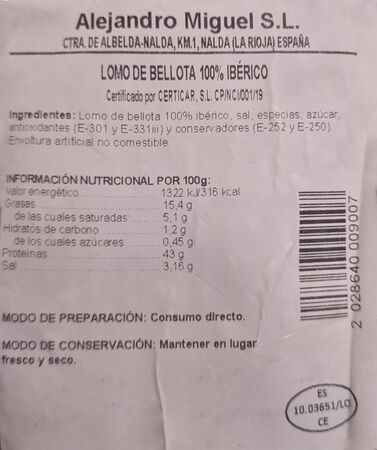 Alejandro Miguel S.L.
CTRA. DE ALBELDA-NALDA, KM.1, NALDA (LA RIOJA) ESPAÑA
LOMO DE BELLOTA 100% IBÉRICO
Certificado por CERTICAR, S.L. CP/NCI/001/19
Ingredientes: Lomo de bellota 100% ibérico, sal, especias, azúcar,
antioxidantes (E-301 y E-331iii) y conservadores (E-252 y E-250).
Envoltura artificial no comestible.
INFORMACIÓN NUTRICIONAL POR 100g:
Valor energético 1322 kJ/316 kcal
Grasas 15,4 g
de las cuales saturadas 5,1 g
Hidratos de carbono 1,2 g
de los cuales azúcares 0,45 g
Proteínas 43 g
Sal 3,16 g
2 028640 009007
MODO DE PREPARACIÓN: Consumo directo.
MODO DE CONSERVACIÓN: Mantener en lugar
fresco y seco.
ES
10.03651/LO
CE